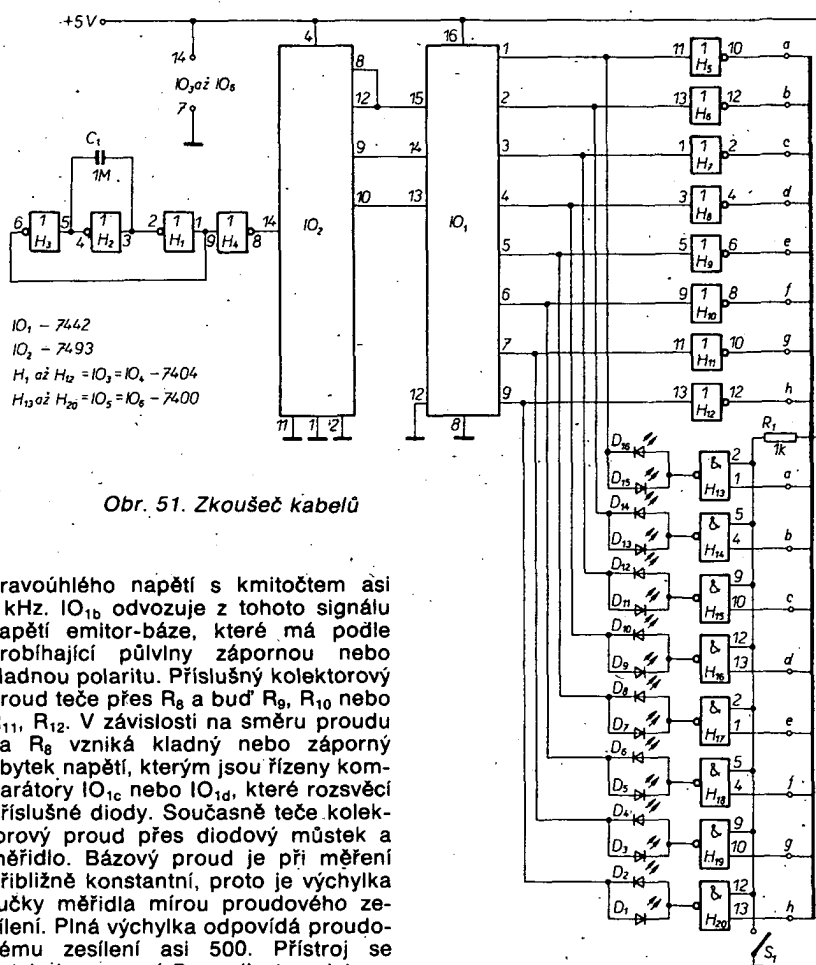 +5V
14
IO₃ až IO₆
7
4
8
12
9
10
14
IO₂
11
1
2
16
15
14
13
IO₁
12
8
1
2
3
4
5
6
7
9
C₁
1M
6
1
H₃
5
4
1
H₂
3
2
1
H₁
1
9
1
H₄
8
11
1
H₅
10
a
13
1
H₆
12
b
1
1
H₇
2
c
3
1
H₈
4
d
5
1
H₉
6
e
9
1
H₁₀
8
f
11
1
H₁₁
10
g
13
1
H₁₂
12
h
IO₁ – 7442
IO₂ – 7493
H₁ až H₁₂ = IO₃ = IO₄ – 7404
H₁₃ až H₂₀ = IO₅ = IO₆ – 7400
R₁
1k
D₁₆
D₁₅
&
H₁₃
2
1
a
D₁₄
D₁₃
&
H₁₄
5
4
b
D₁₂
D₁₁
&
H₁₅
9
10
c
D₁₀
D₉
&
H₁₆
12
13
d
D₈
D₇
&
H₁₇
2
1
e
D₆
D₅
&
H₁₈
5
4
f
D₄
D₃
&
H₁₉
9
10
g
D₂
D₁
&
H₂₀
12
13
h
S₁
Obr. 51. Zkoušeč kabelů
ravoúhlého napětí s kmitočtem asi
kHz. IO₁b odvozuje z tohoto signálu
apětí emitor-báze, které má podle
robíhající půlvlny zápornou nebo
ladnou polaritu. Příslušný kolektorový
roud teče přes R₈ a buď R₉, R₁₀ nebo
₁₁, R₁₂. V závislosti na směru proudu
a R₈ vzniká kladný nebo záporný
bytek napětí, kterým jsou řízeny kom-
arátory IO₁c nebo IO₁d, které rozsvěcí
říslušné diody. Současně teče kolek-
orový proud přes diodový můstek a
ěřidlo. Bázový proud je při měření
řibližně konstantní, proto je výchylka
učky měřidla mírou proudového ze-
ílení. Plná výchylka odpovídá proudo-
ému zesílení asi 500. Přístroj se